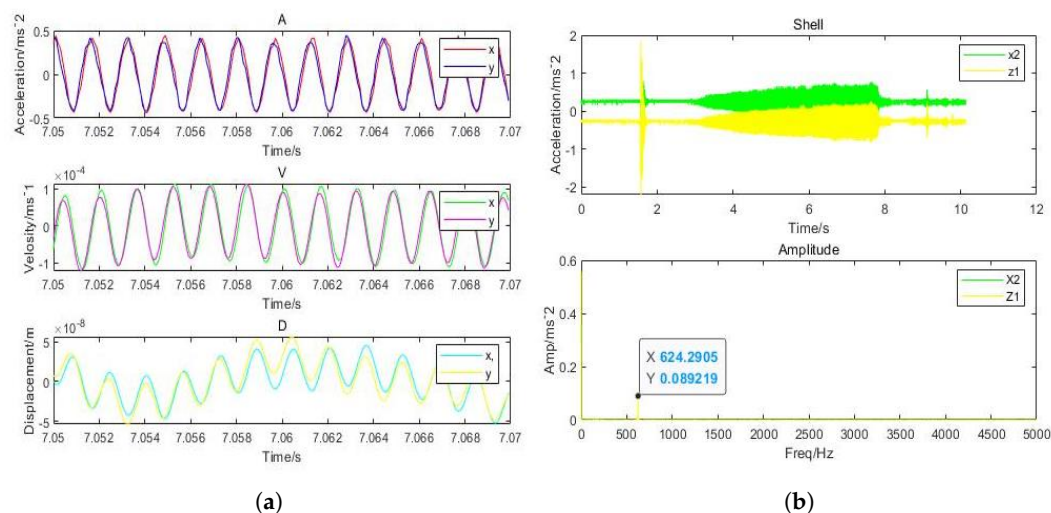 A
Acceleration/ms^-2
0.5
0
-0.5
x
y
7.05 7.052 7.054 7.056 7.058 7.06 7.062 7.064 7.066 7.068 7.07
Time/s
V
×10^-4
Velosity/ms^-1
1
0
-1
x
y
7.05 7.052 7.054 7.056 7.058 7.06 7.062 7.064 7.066 7.068 7.07
Time/s
D
×10^-8
Displacement/m
5
0
-5
x,
y
7.05 7.052 7.054 7.056 7.058 7.06 7.062 7.064 7.066 7.068 7.07
Time/s
(a)
Shell
Acceleration/ms^-2
2
1
0
-1
-2
x2
z1
0 2 4 6 8 10 12
Time/s
Amplitude
Amp/ms^-2
0.6
0.4
0.2
0
X2
Z1
X 624.2905
Y 0.089219
0 500 1000 1500 2000 2500 3000 3500 4000 4500 5000
Freq/Hz
(b)